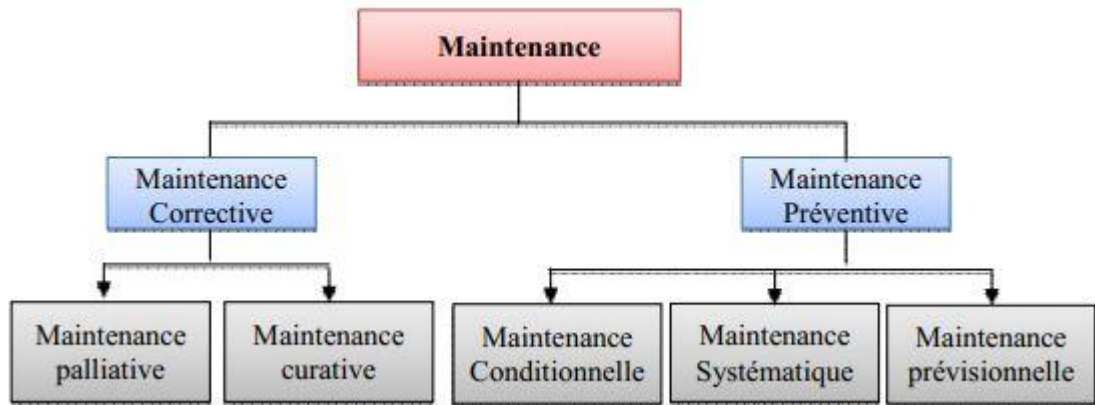 Maintenance
Maintenance
Corrective
Maintenance
Préventive
Maintenance
palliative
Maintenance
curative
Maintenance
Conditionnelle
Maintenance
Systématique
Maintenance
prévisionnelle